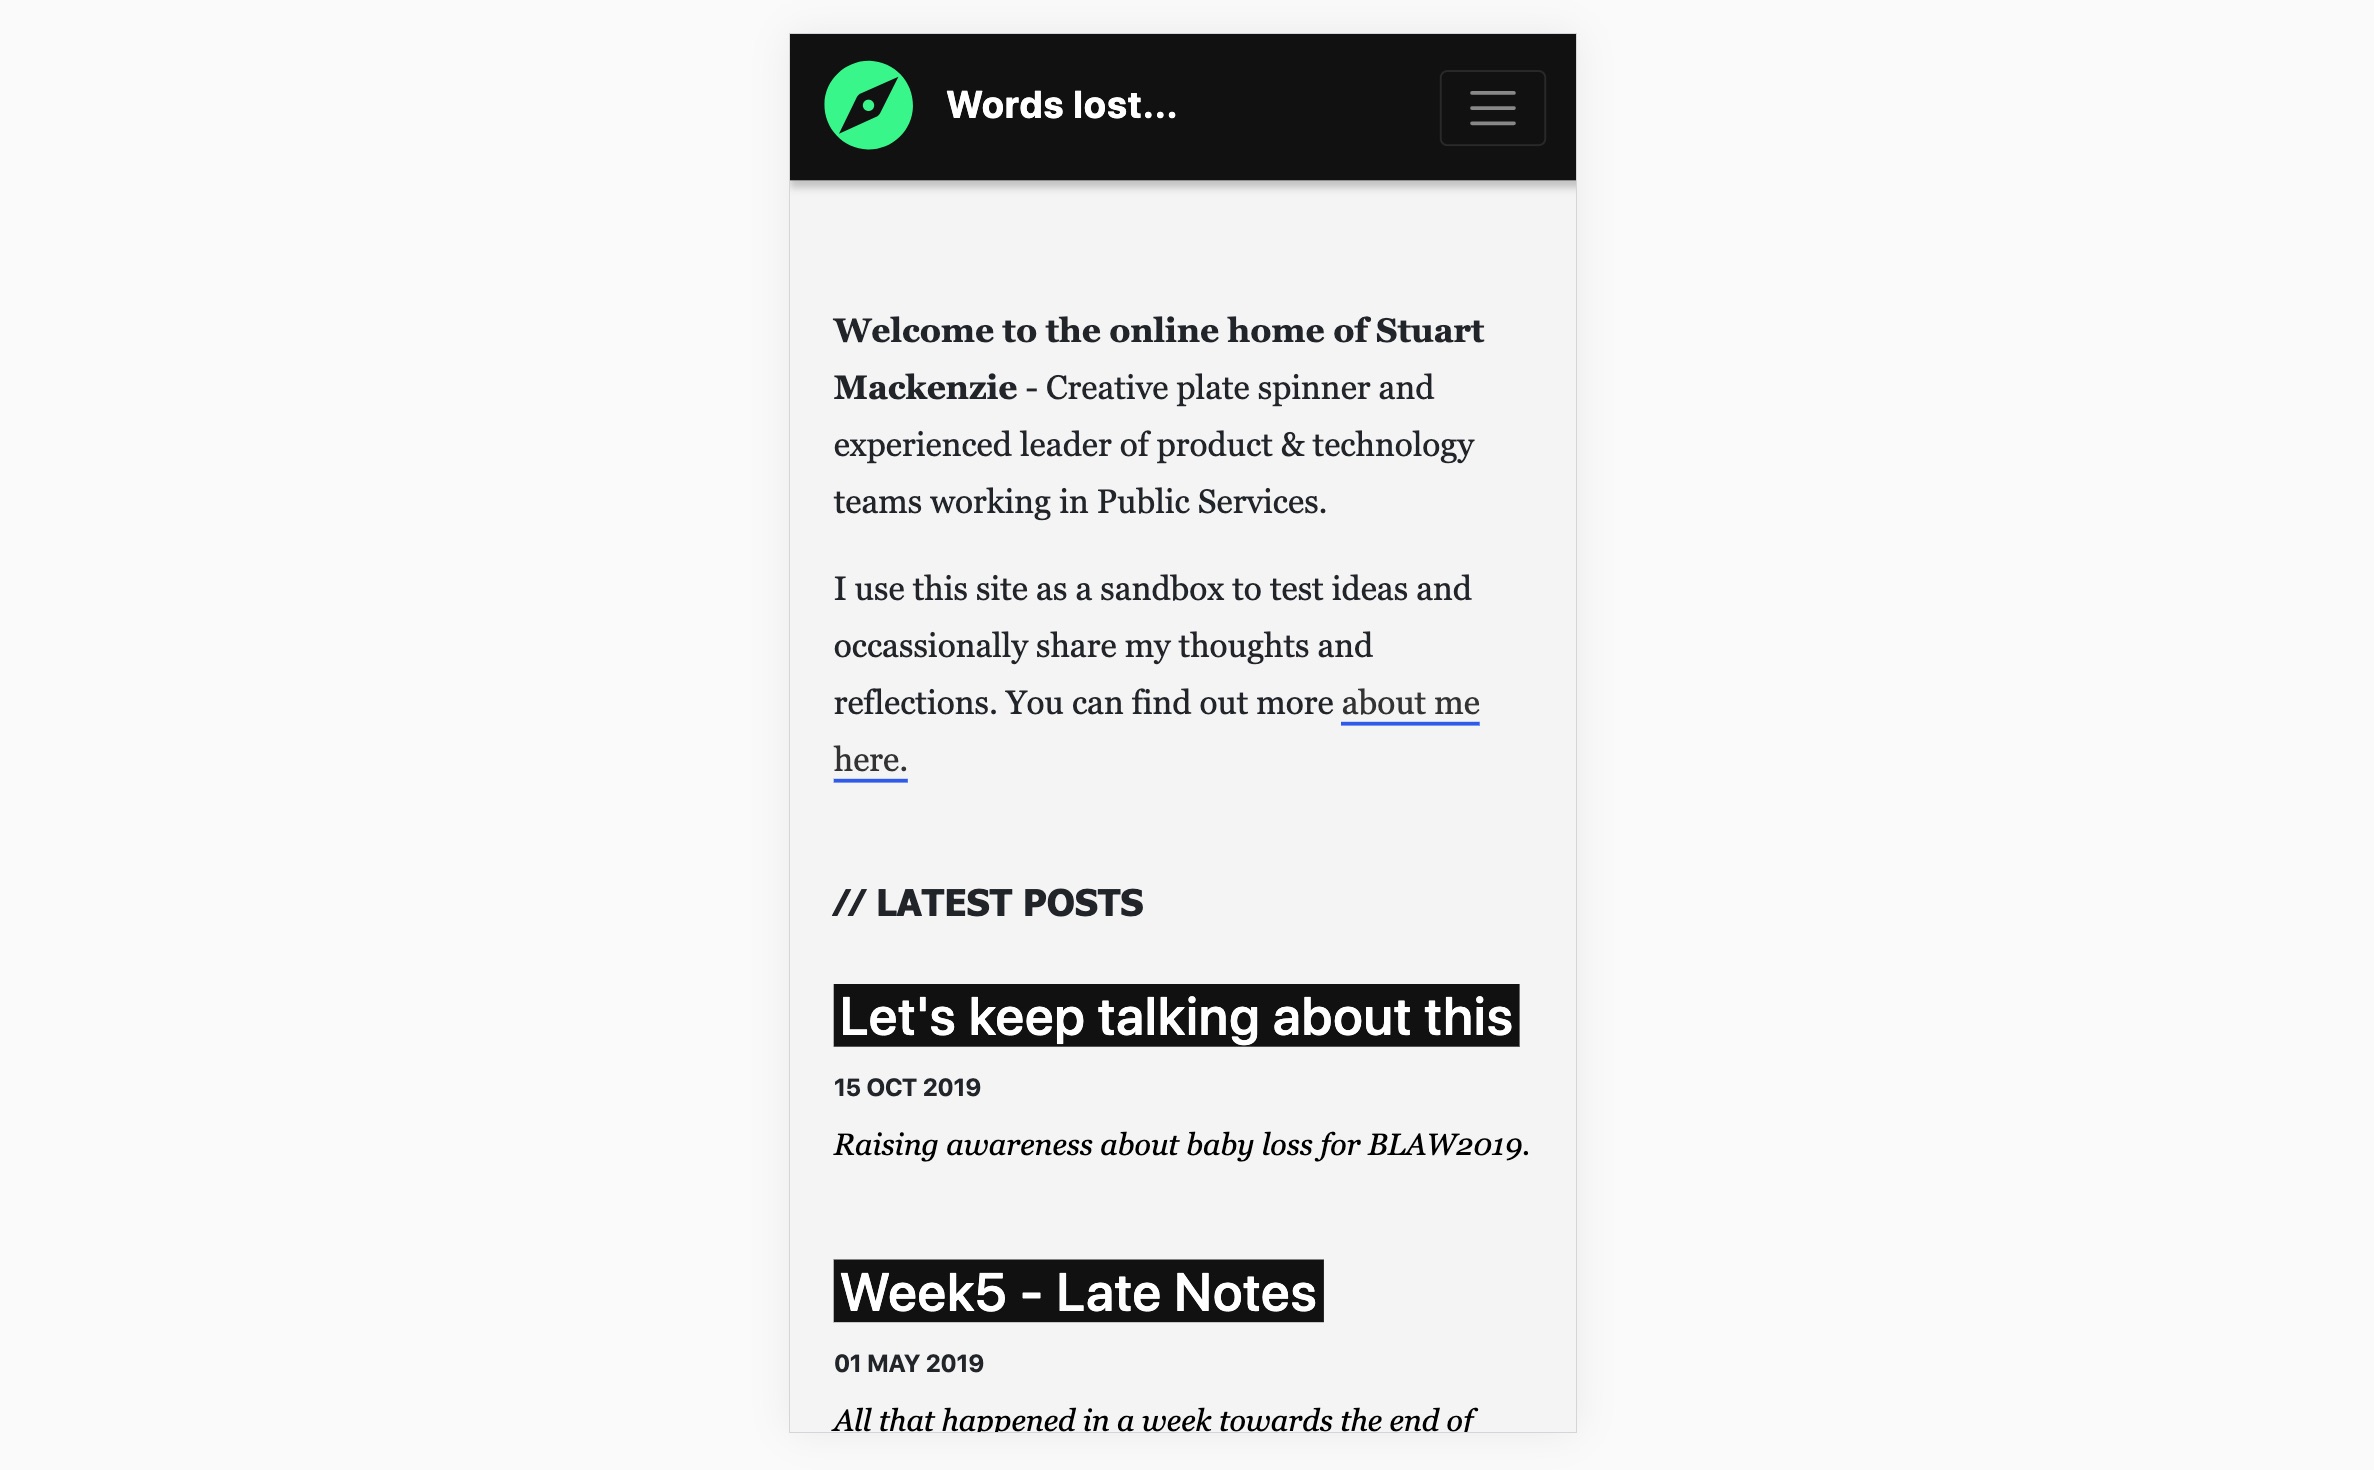 Words lost...
Welcome to the online home of Stuart
Mackenzie - Creative plate spinner and
experienced leader of product & technology
teams working in Public Services.
I use this site as a sandbox to test ideas and
occassionally share my thoughts and
reflections. You can find out more about me
here.
// LATEST POSTS
Let's keep talking about this
15 OCT 2019
Raising awareness about baby loss for BLAW2019.
Week5 - Late Notes
01 MAY 2019
All that happened in a week towards the end of